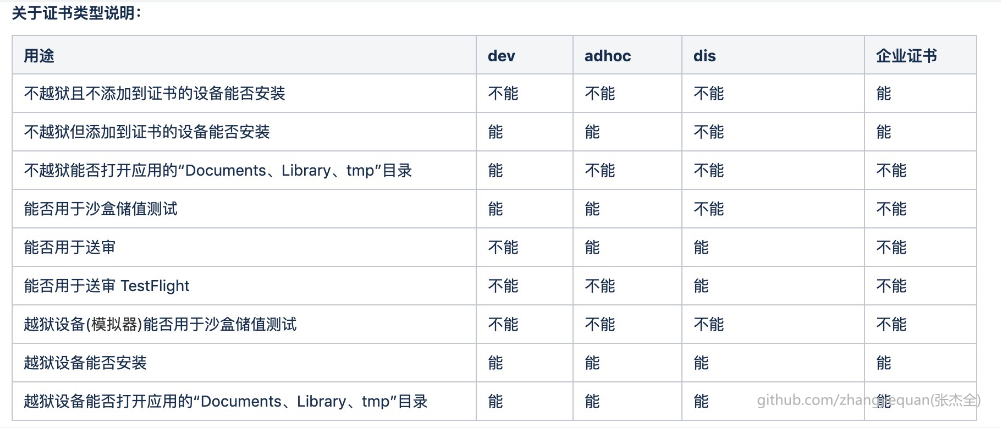 关于证书类型说明：
用途 dev adhoc dis 企业证书
不越狱且不添加到证书的设备能否安装 不能 不能 不能 能
不越狱但添加到证书的设备能否安装 能 能 不能 能
不越狱能否打开应用的“Documents、Library、tmp”目录 能 不能 不能 不能
能否用于沙盒储值测试 能 能 不能 不能
能否用于送审 不能 能 能 不能
能否用于送审 TestFlight 不能 不能 能 不能
越狱设备(模拟器)能否用于沙盒储值测试 不能 不能 不能 不能
越狱设备能否安装 能 能 能 能
越狱设备能否打开应用的“Documents、Library、tmp”目录 能 能 能 能
github.com/zhangjiequan(张杰全)